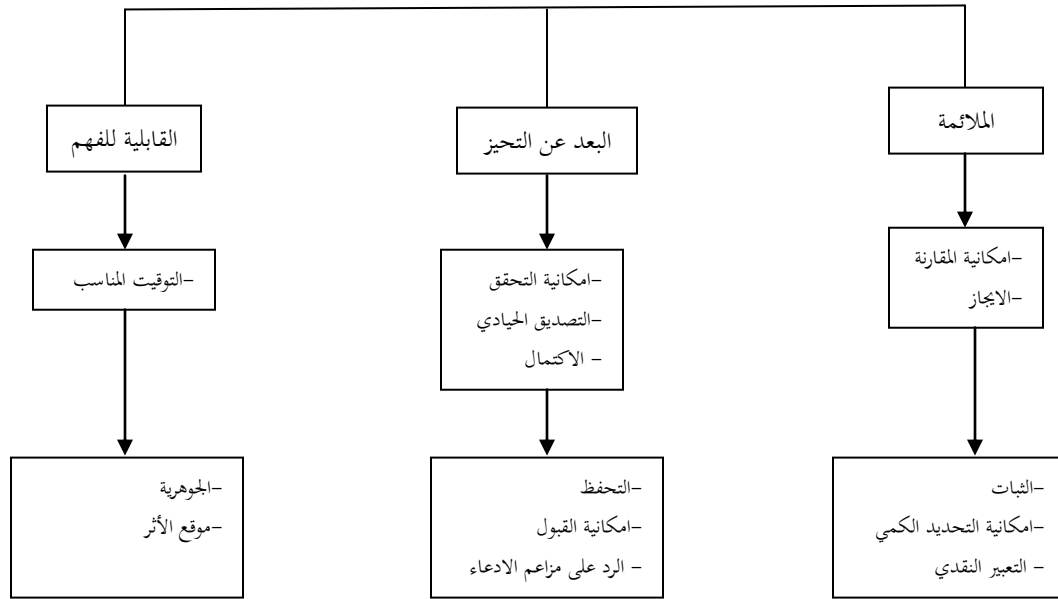 الملائمة
البعد عن التحيز
القابلية للفهم
-امكانية المقارنة
-الايجاز
-امكانية التحقق
-التصديق الحيادي
- الاكتمال
-التوقيت المناسب
-الثبات
-امكانية التحديد الكمي
- التعبير النقدي
-التحفظ
-امكانية القبول
- الرد على مزاعم الادعاء
-الجوهرية
-موقع الأثر